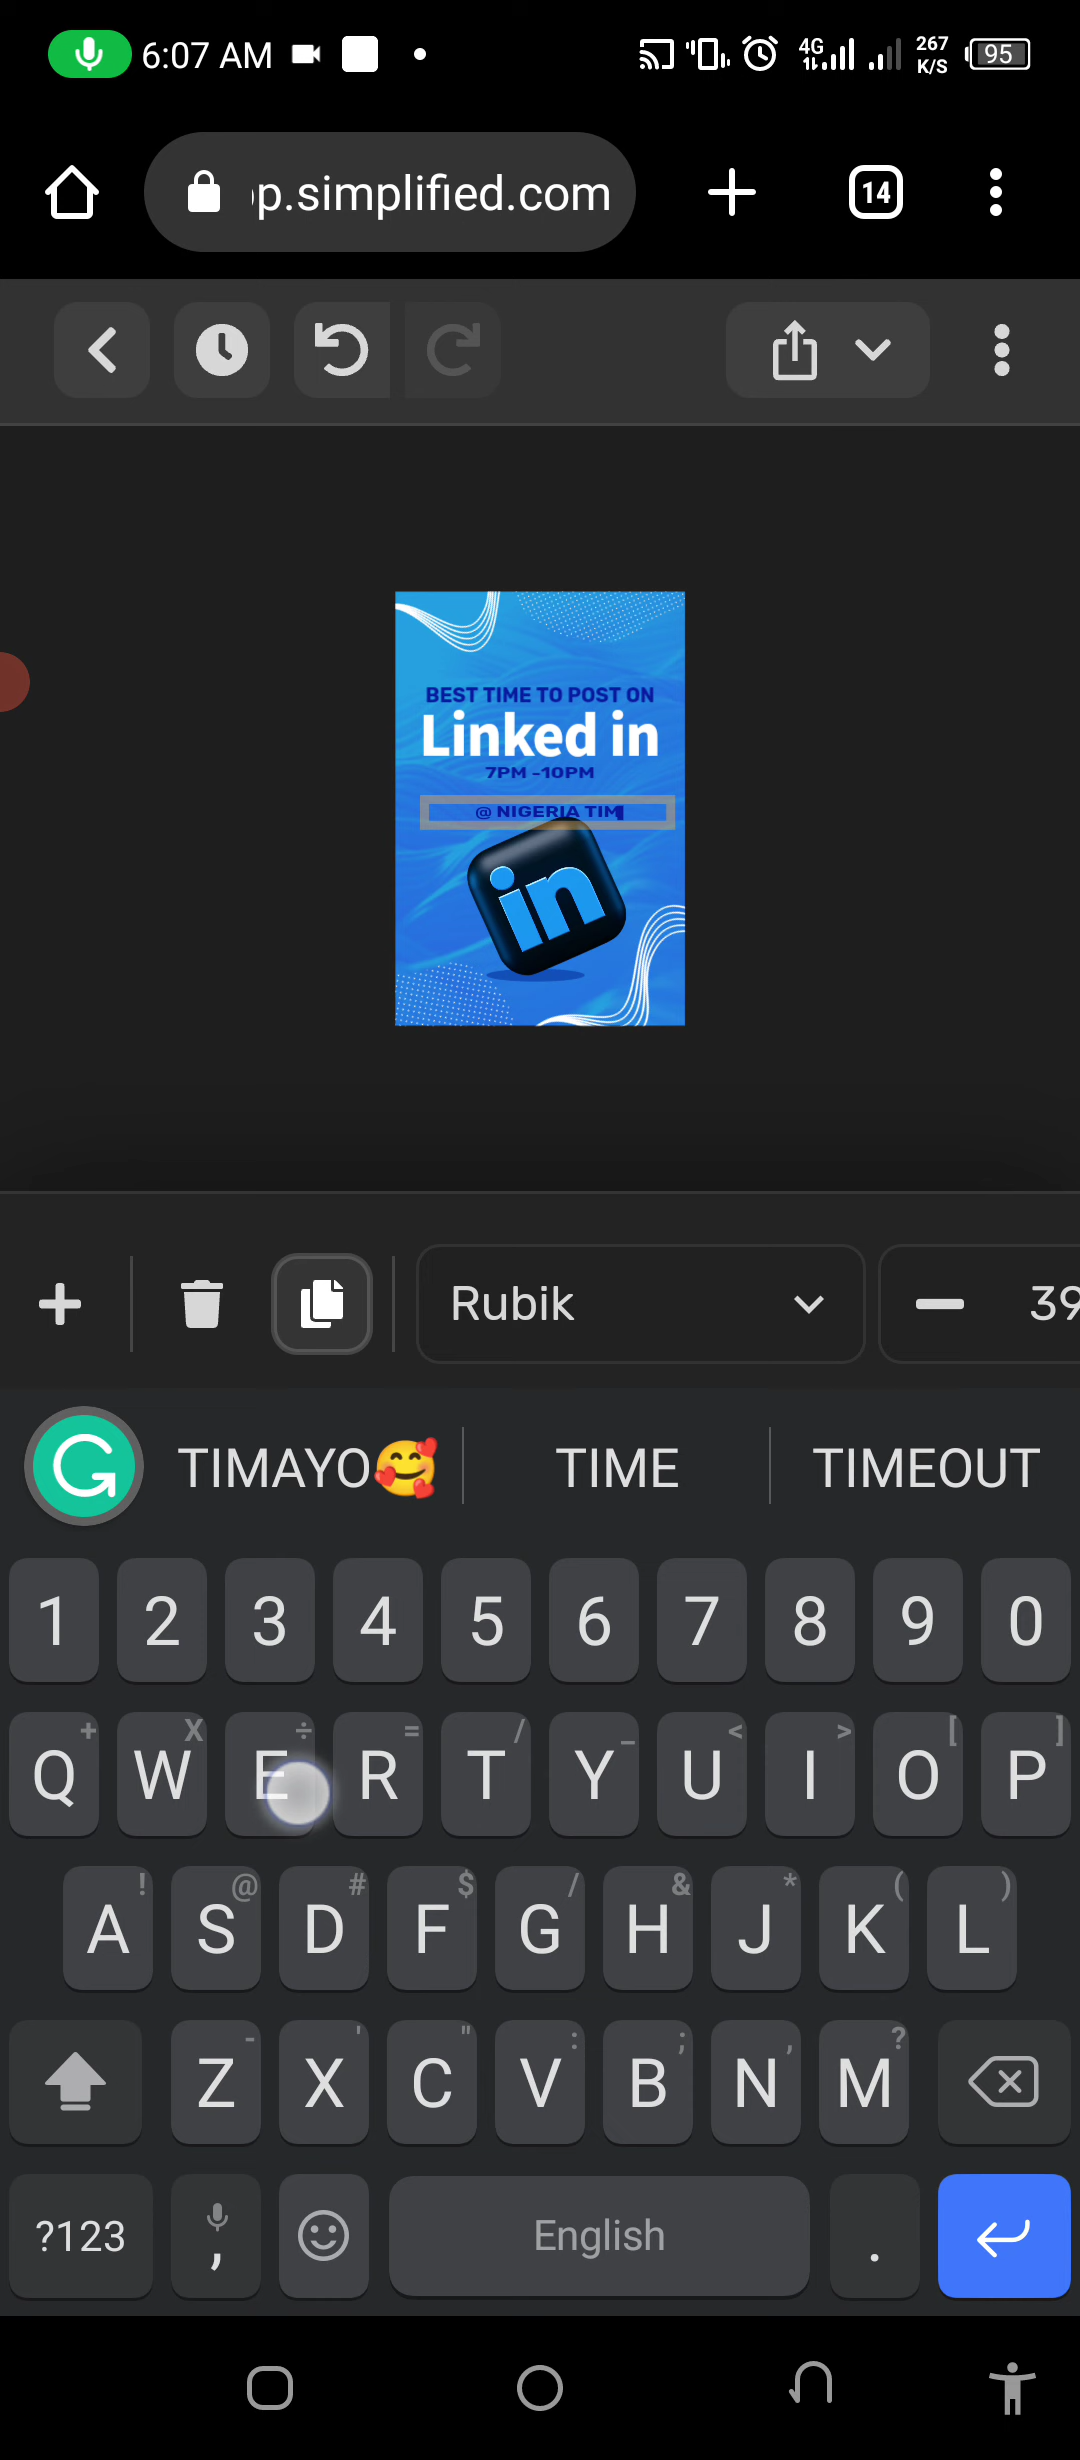 6:07 AM
4G
267
K/S
95
p.simplified.com
14
BEST TIME TO POST ON
Linked in
7PM -10PM
@ NIGERIA TIM
in
Rubik
39
TIMAYO🥰
TIME
TIMEOUT
1 2 3 4 5 6 7 8 9 0
+ X ÷ = / _ < > [ ]
Q W E R T Y U I O P
! @ # $ / & * ( )
A S D F G H J K L
- ' " : ; , ?
Z X C V B N M
?123 , English .